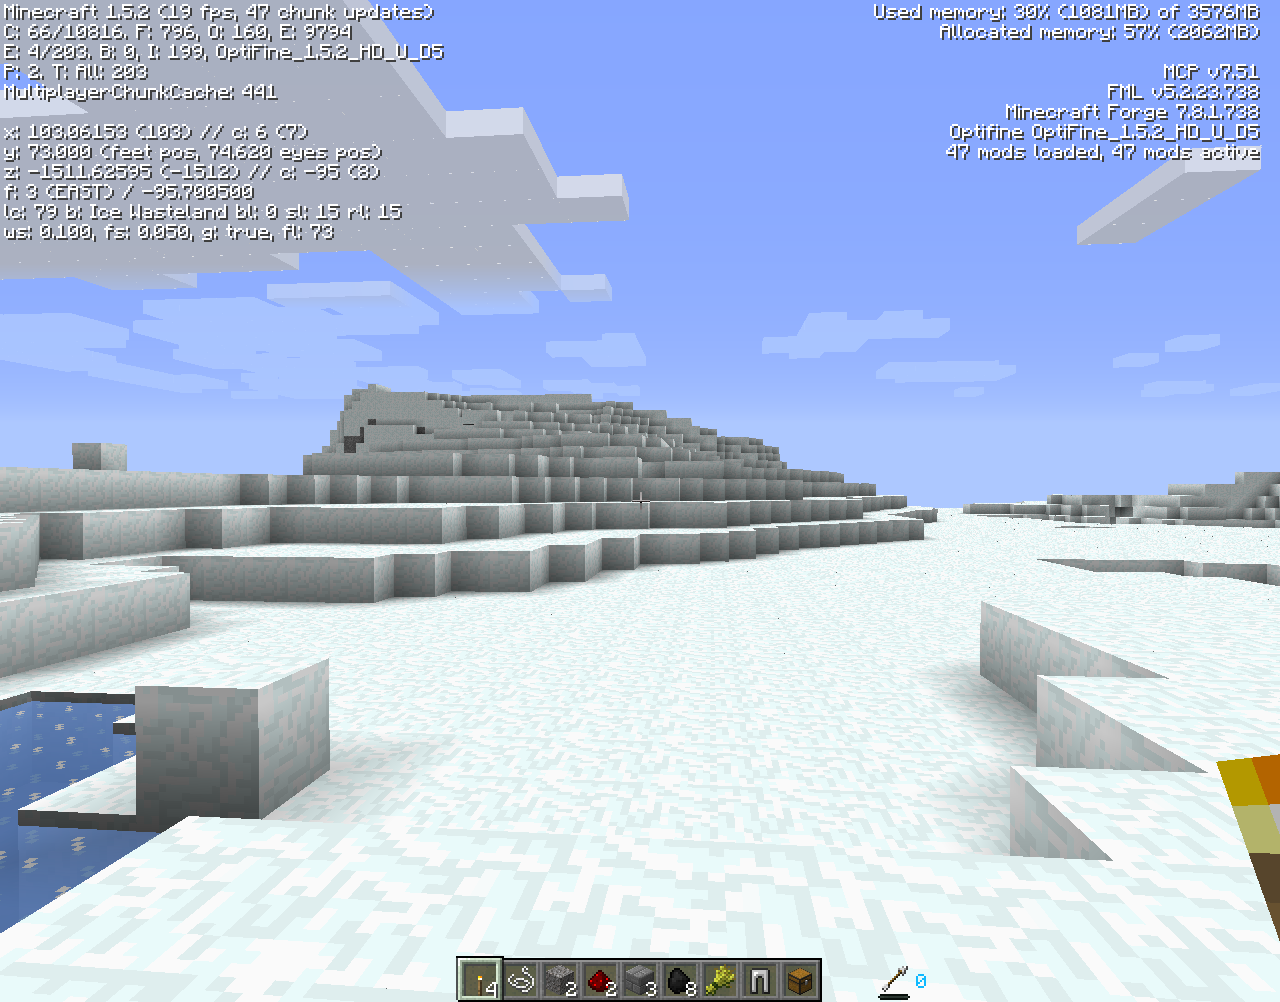 Minecraft 1.5.2 (19 fps, 47 chunk updates)
C: 66/10816, F: 796, O: 160, E: 9794
E: 4/203, B: 0, I: 199, OptiFine_1.5.2_HD_U_D5
P: 2, T: All: 203
MultiplayerChunkCache: 441
x: 103.06153 (103) // c: 6 (7)
y: 73.000 (feet pos, 74.620 eyes pos)
z: -1511.62595 (-1512) // c: -95 (8)
f: 3 (EAST) / -95.700500
lc: 79 b: Ice Wasteland bl: 0 sl: 15 rl: 15
ws: 0.100, fs: 0.050, g: true, fl: 73
Used memory: 30% (1081MB) of 3576MB
Allocated memory: 57% (2062MB)
MCP v7.51
FML v5.2.23.738
Minecraft Forge 7.8.1.738
Optifine OptiFine_1.5.2_HD_U_D5
47 mods loaded, 47 mods active
4 2 2 3 8 0